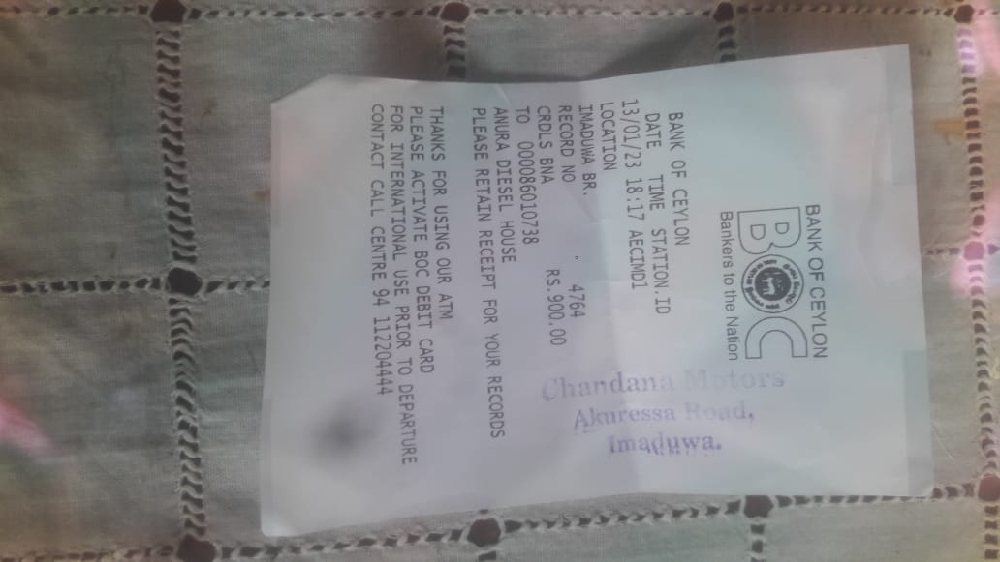 BANK OF CEYLON
BOC
Bankers to the Nation
BANK OF CEYLON
DATE TIME STATION.ID
13/01/23 18:17 AECIMD1
LOCATION
IMADUWA BR.
RECORD NO 4764
CRDLS BNA RS.900.00
TO 000086010738
ANURA DIESEL HOUSE
PLEASE RETAIN RECEIPT FOR YOUR RECORDS
THANKS FOR USING OUR ATM
PLEASE ACTIVATE BOC DEBIT CARD
FOR INTERNATIONAL USE PRIOR TO DEPARTURE
CONTACT CALL CENTRE 94 112204444
Chandana Motors
Akuressa Road,
Imaduwa.